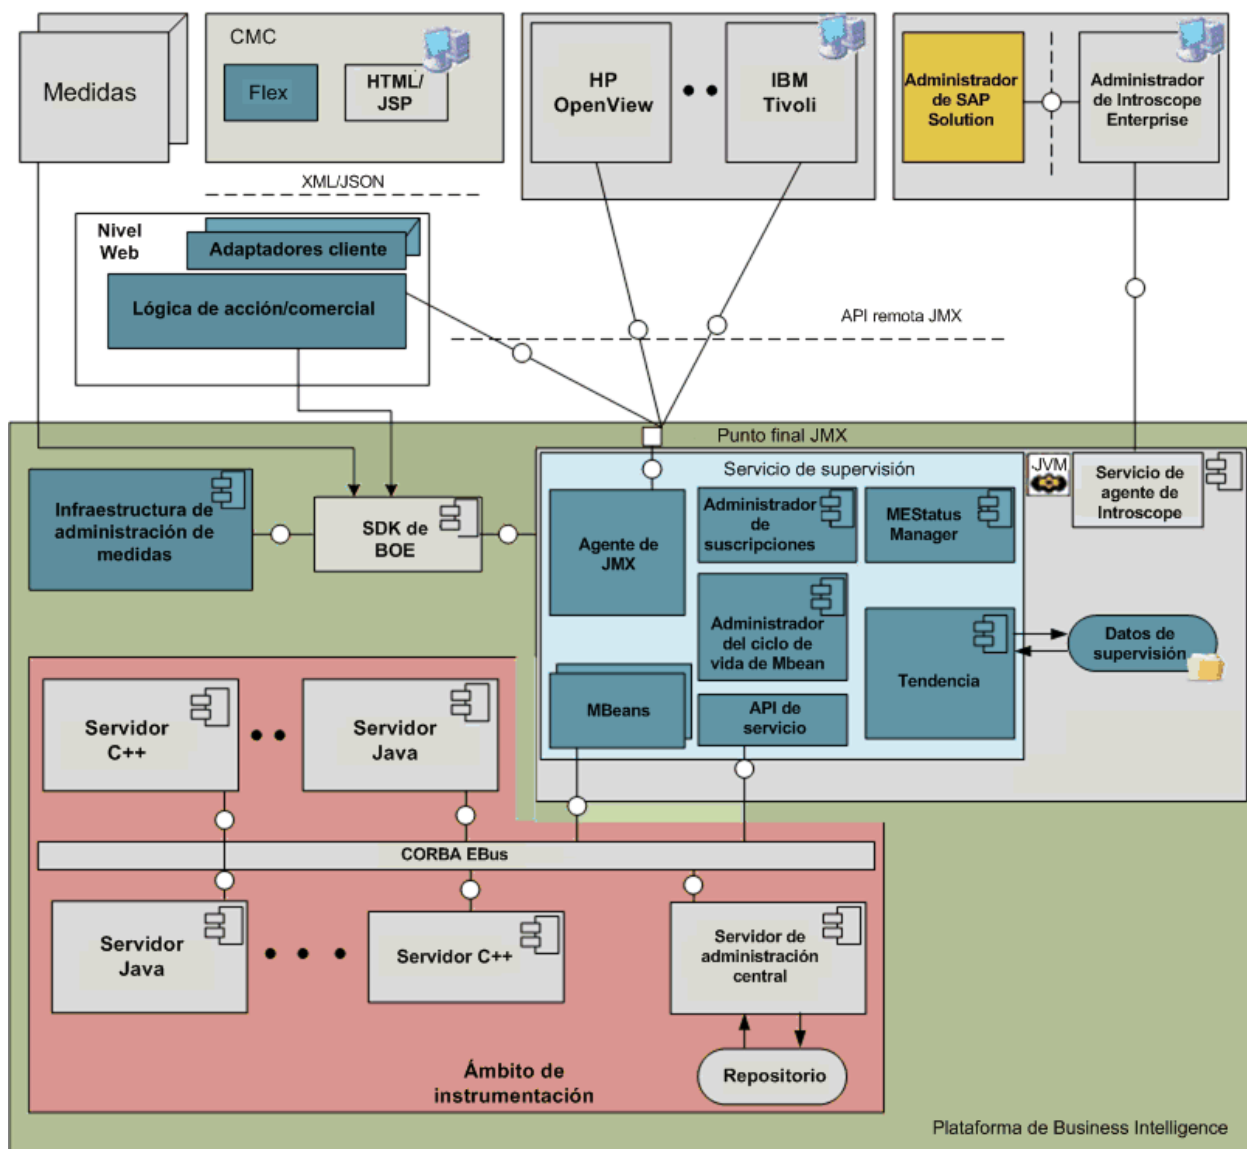 Medidas
CMC
Flex
HTML/
JSP
HP
OpenView
IBM
Tivoli
Administrador
de SAP
Solution
Administrador
de Introscope
Enterprise
XML/JSON
Nivel
Web
Adaptadores cliente
Lógica de acción/comercial
API remota JMX
Punto final JMX
Infraestructura de
administración de
medidas
SDK de
BOE
Servicio de supervisión
Agente de
JMX
Administrador
de
suscripciones
MEStatus
Manager
JVM
Servicio de
agente de
Introscope
Administrador
del ciclo de
vida de Mbean
Tendencia
Datos de
supervisión
MBeans
API de
servicio
Servidor
C++
Servidor
Java
CORBA EBus
Servidor
Java
Servidor C++
Servidor de
administración
central
Repositorio
Ámbito de
instrumentación
Plataforma de Business Intelligence